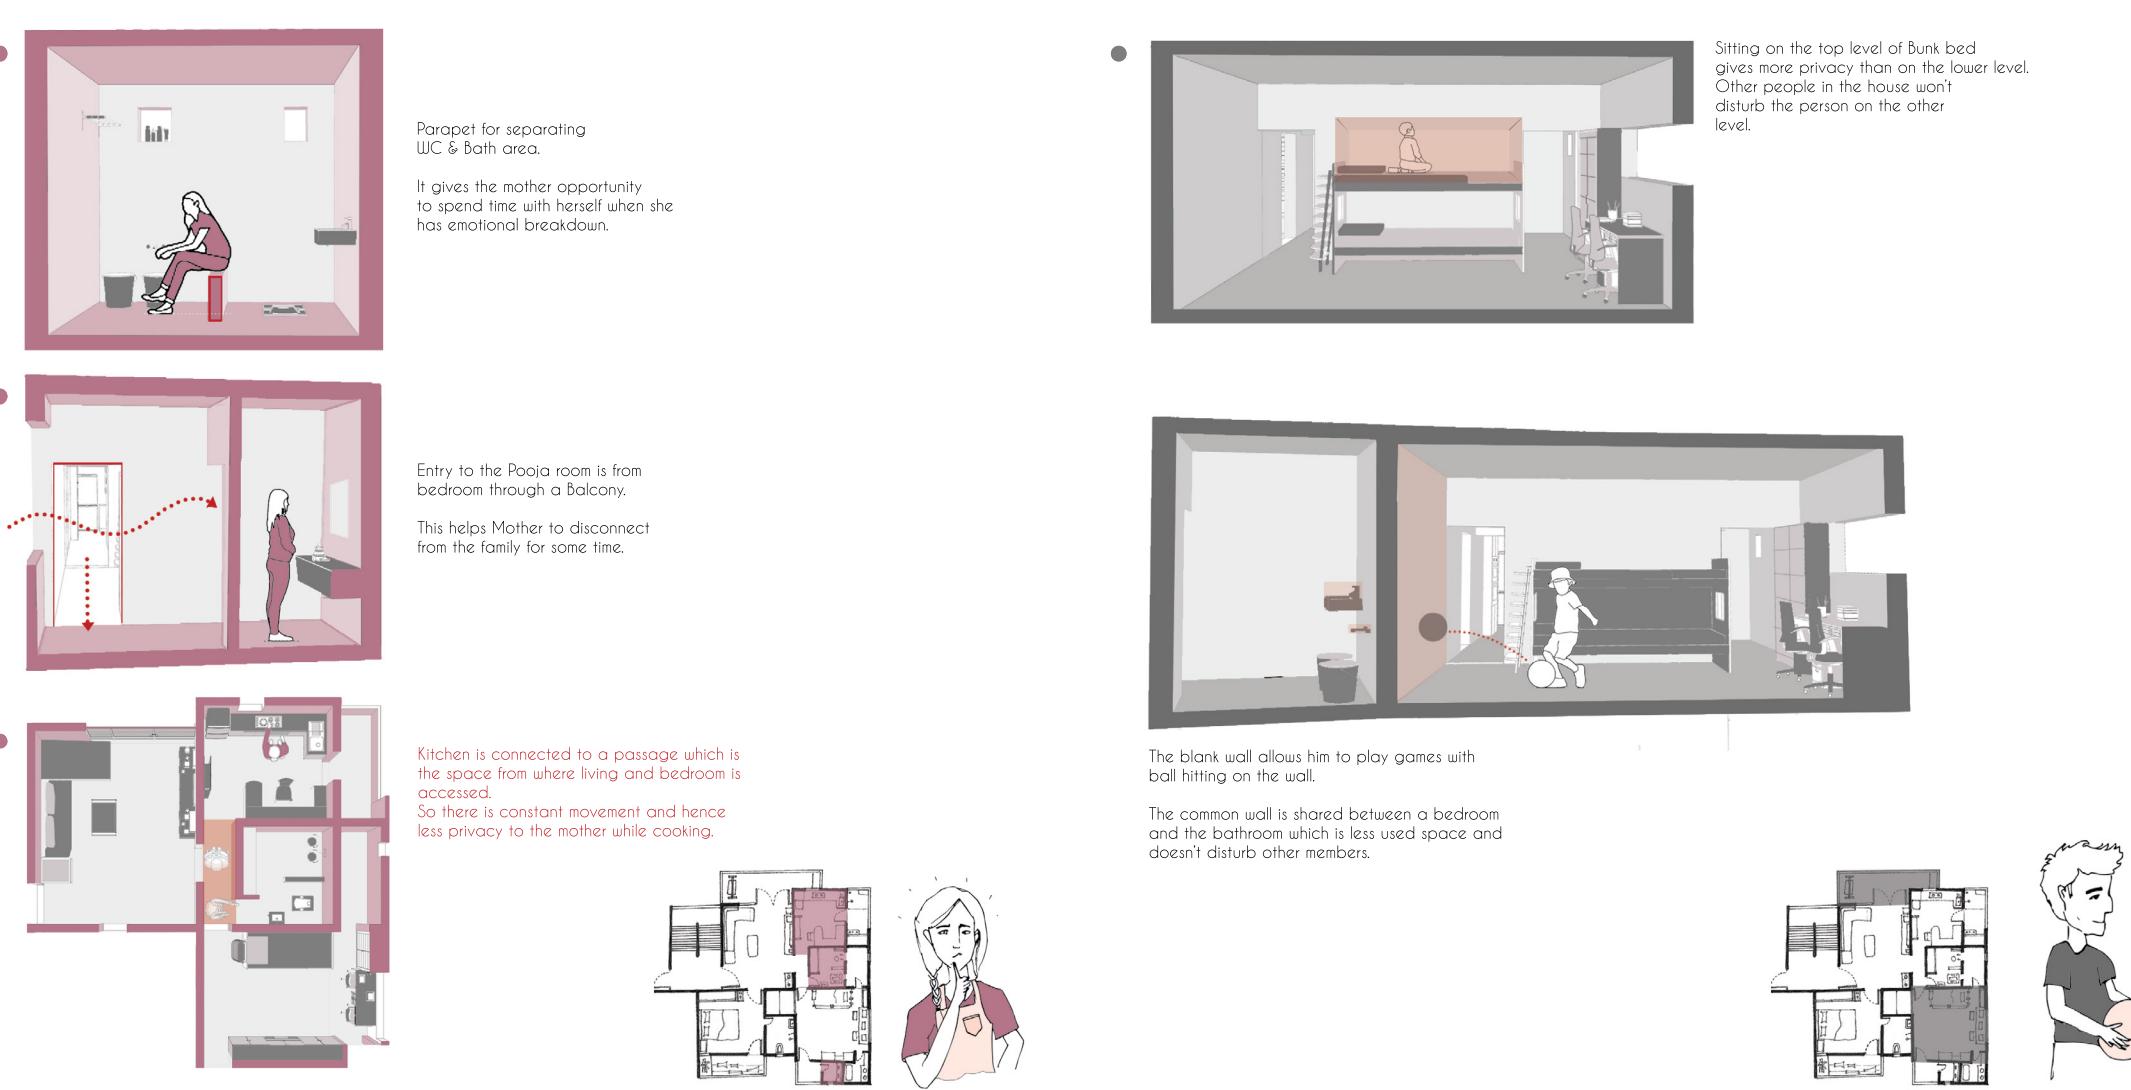 Parapet for separating
WC & Bath area.
It gives the mother opportunity
to spend time with herself when she
has emotional breakdown.
Entry to the Pooja room is from
bedroom through a Balcony.
This helps Mother to disconnect
from the family for some time.
Kitchen is connected to a passage which is
the space from where living and bedroom is
accessed.
So there is constant movement and hence
less privacy to the mother while cooking.
Sitting on the top level of Bunk bed
gives more privacy than on the lower level.
Other people in the house won't
disturb the person on the other
level.
The blank wall allows him to play games with
ball hitting on the wall.
The common wall is shared between a bedroom
and the bathroom which is less used space and
doesn't disturb other members.